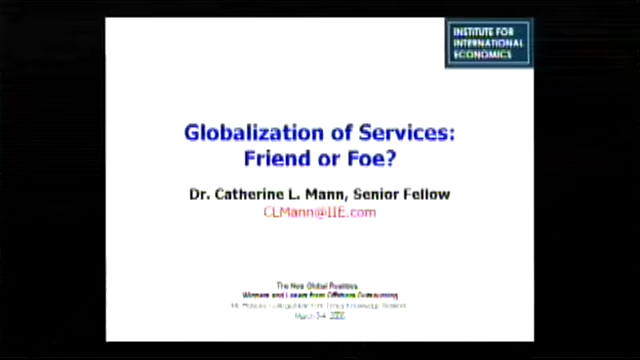 INSTITUTE FOR
INTERNATIONAL
ECONOMICS
Globalization of Services:
Friend or Foe?
Dr. Catherine L. Mann, Senior Fellow
CLMann@IIE.com
The New Global Realities
Winners and Losers from Offshore Outsourcing